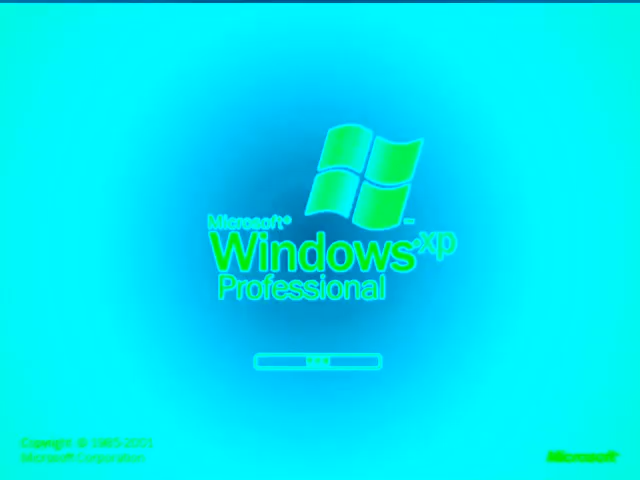 Microsoft®
Windows xp
Professional
Copyright © 1985-2001
Microsoft Corporation
Microsoft